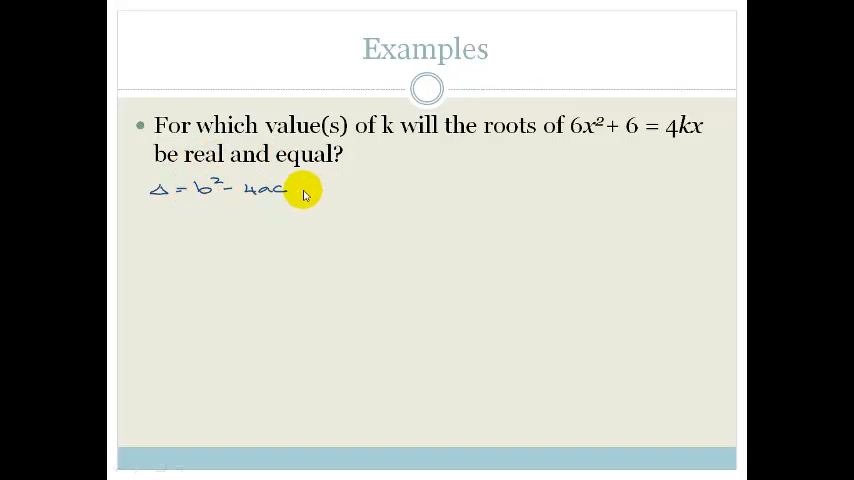 Examples
• For which value(s) of k will the roots of 6x² + 6 = 4kx
be real and equal?
Δ = b² - 4ac